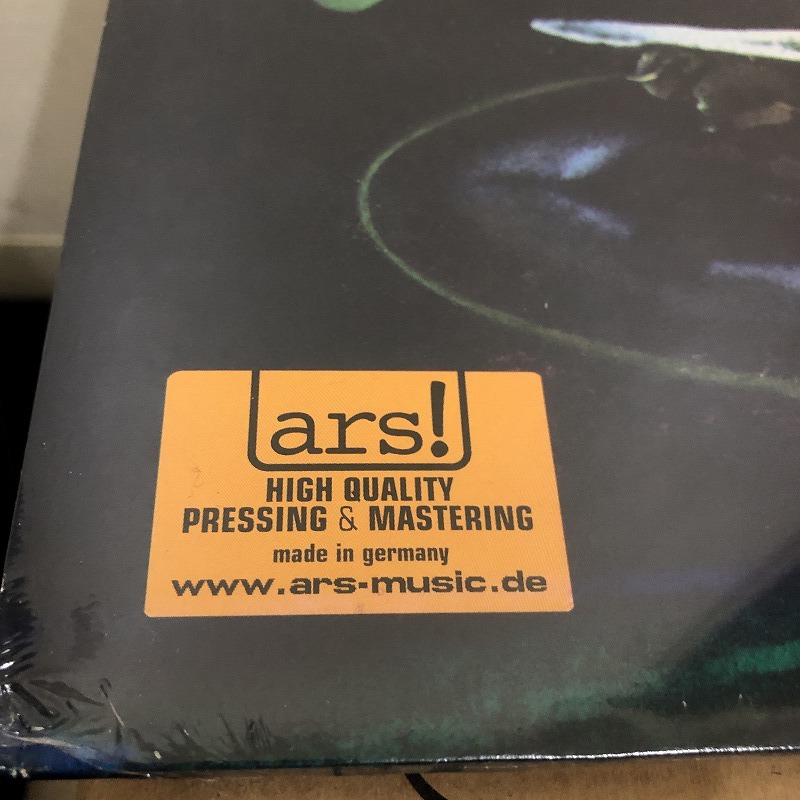 ars!
HIGH QUALITY
PRESSING & MASTERING
made in germany
www.ars-music.de